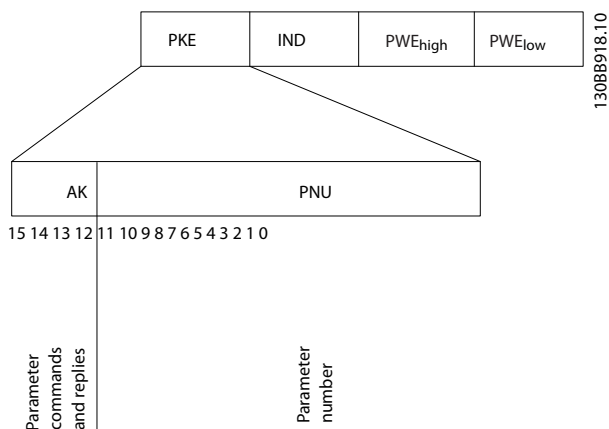 PKE IND PWEhigh PWElow
130BB918.10
AK PNU
15 14 13 12 11 10 9 8 7 6 5 4 3 2 1 0
Parameter
commands
and replies
Parameter
number